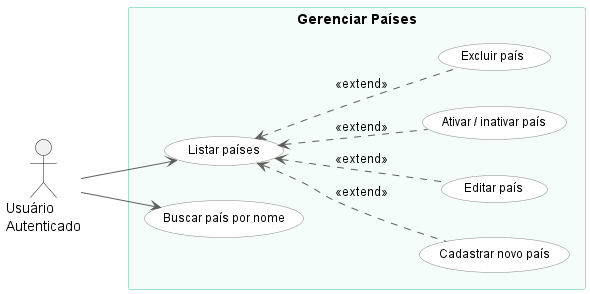 Gerenciar Países
Excluir país
«extend»
Ativar / inativar país
«extend»
Listar países
«extend»
Editar país
«extend»
Usuário
Autenticado
Buscar país por nome
Cadastrar novo país